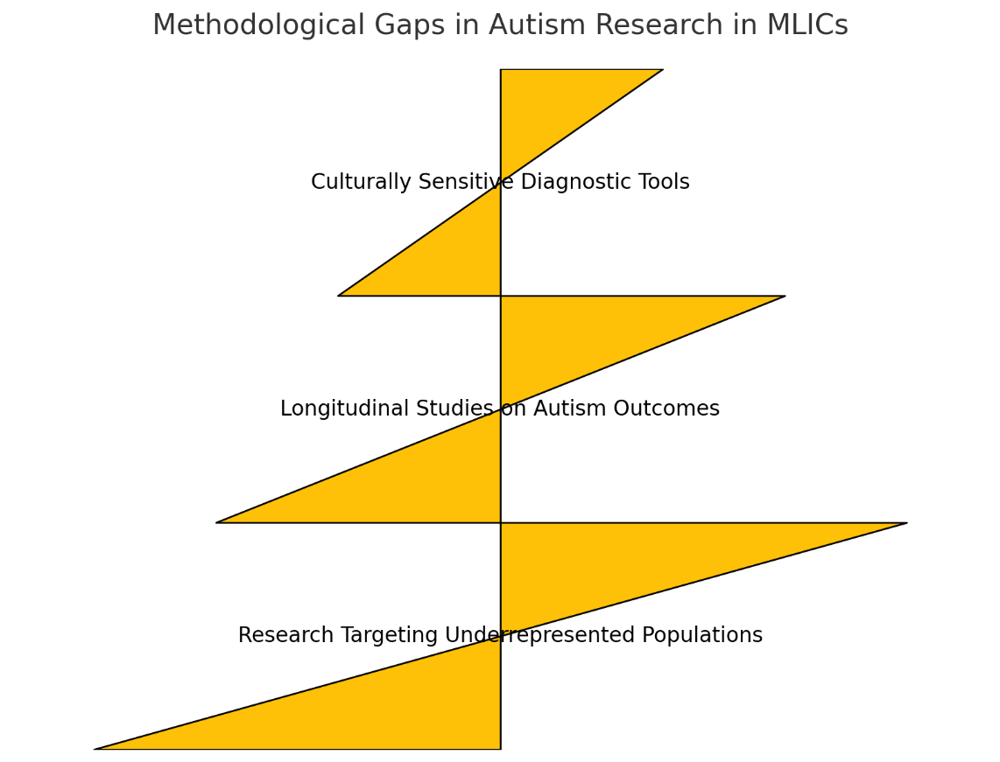 Methodological Gaps in Autism Research in MLICs
Culturally Sensitive Diagnostic Tools
Longitudinal Studies on Autism Outcomes
Research Targeting Underrepresented Populations